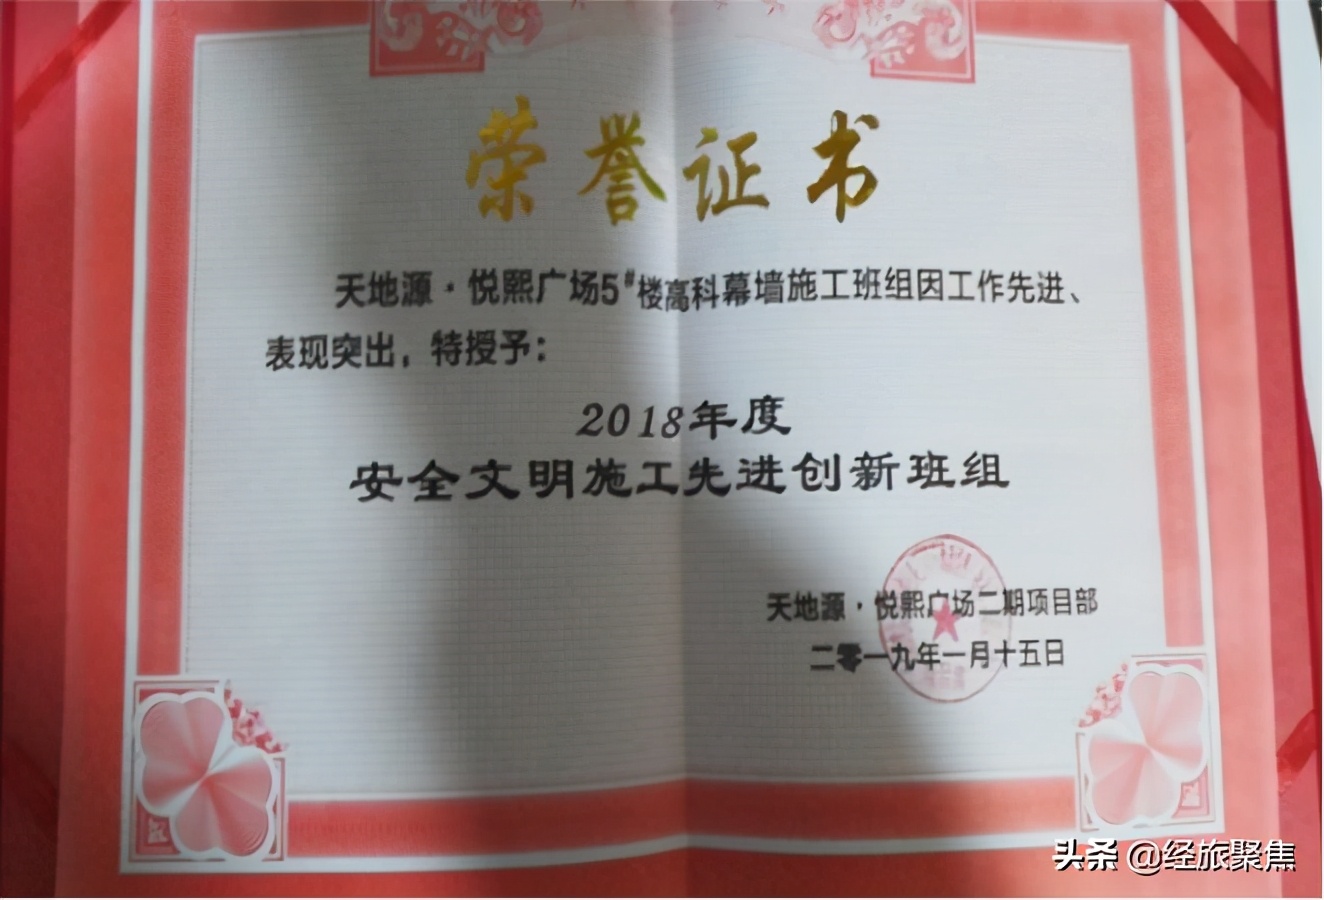 荣誉证书
天地源·悦熙广场5#楼高科幕墙施工班组因工作先进、
表现突出，特授予：
2018年度
安全文明施工先进创新班组
天地源·悦熙广场二期项目部
二零一九年一月十五日
头条 @经旅聚焦